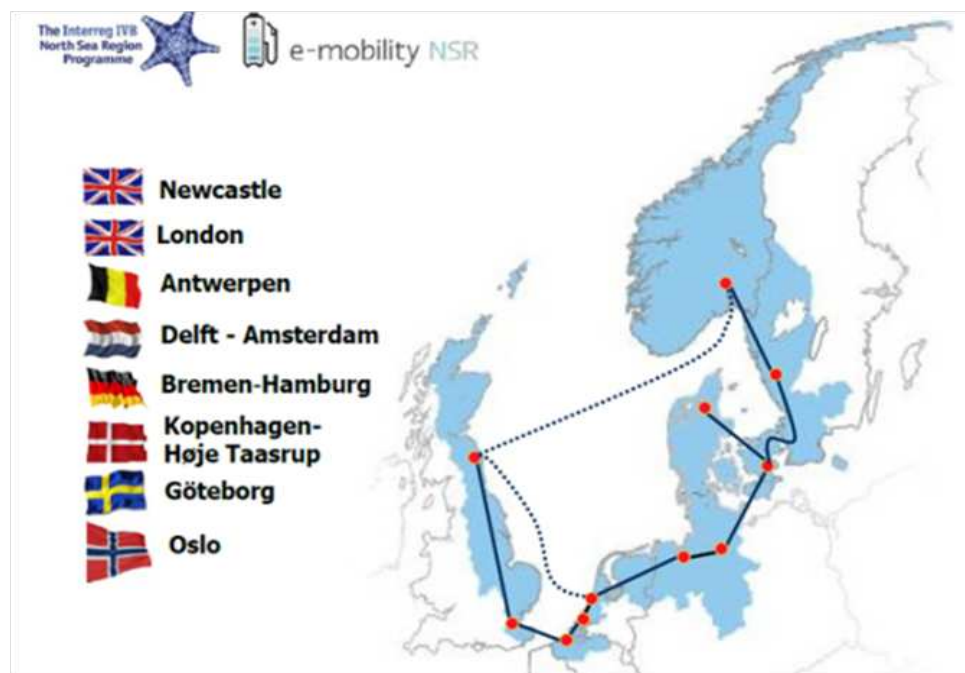 The Interreg IVB
North Sea Region
Programme
e-mobility NSR
Newcastle
London
Antwerpen
Delft - Amsterdam
Bremen-Hamburg
Kopenhagen-
Høje Taasrup
Göteborg
Oslo